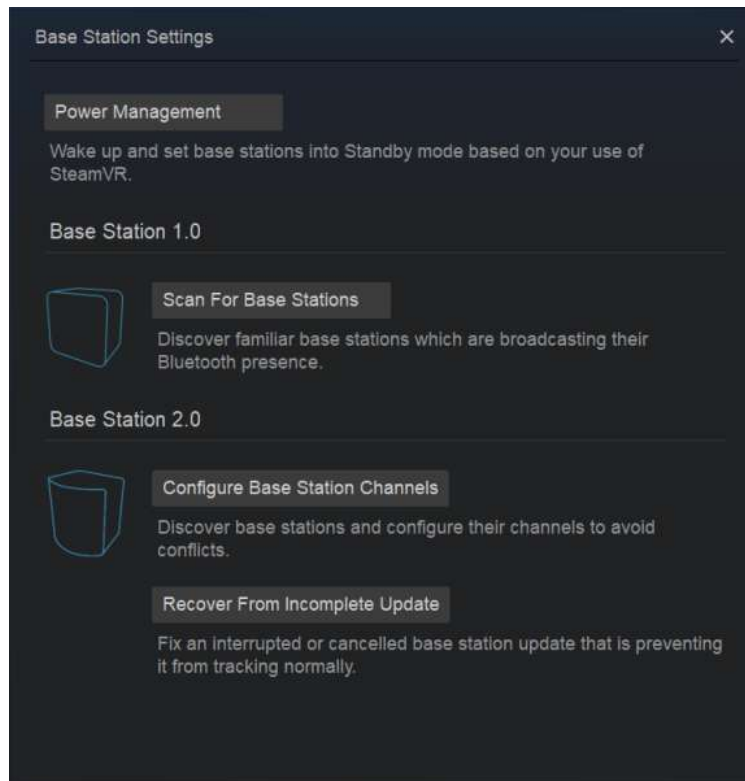 Base Station Settings
Power Management
Wake up and set base stations into Standby mode based on your use of
SteamVR.
Base Station 1.0
Scan For Base Stations
Discover familiar base stations which are broadcasting their
Bluetooth presence.
Base Station 2.0
Configure Base Station Channels
Discover base stations and configure their channels to avoid
conflicts.
Recover From Incomplete Update
Fix an interrupted or cancelled base station update that is preventing
it from tracking normally.